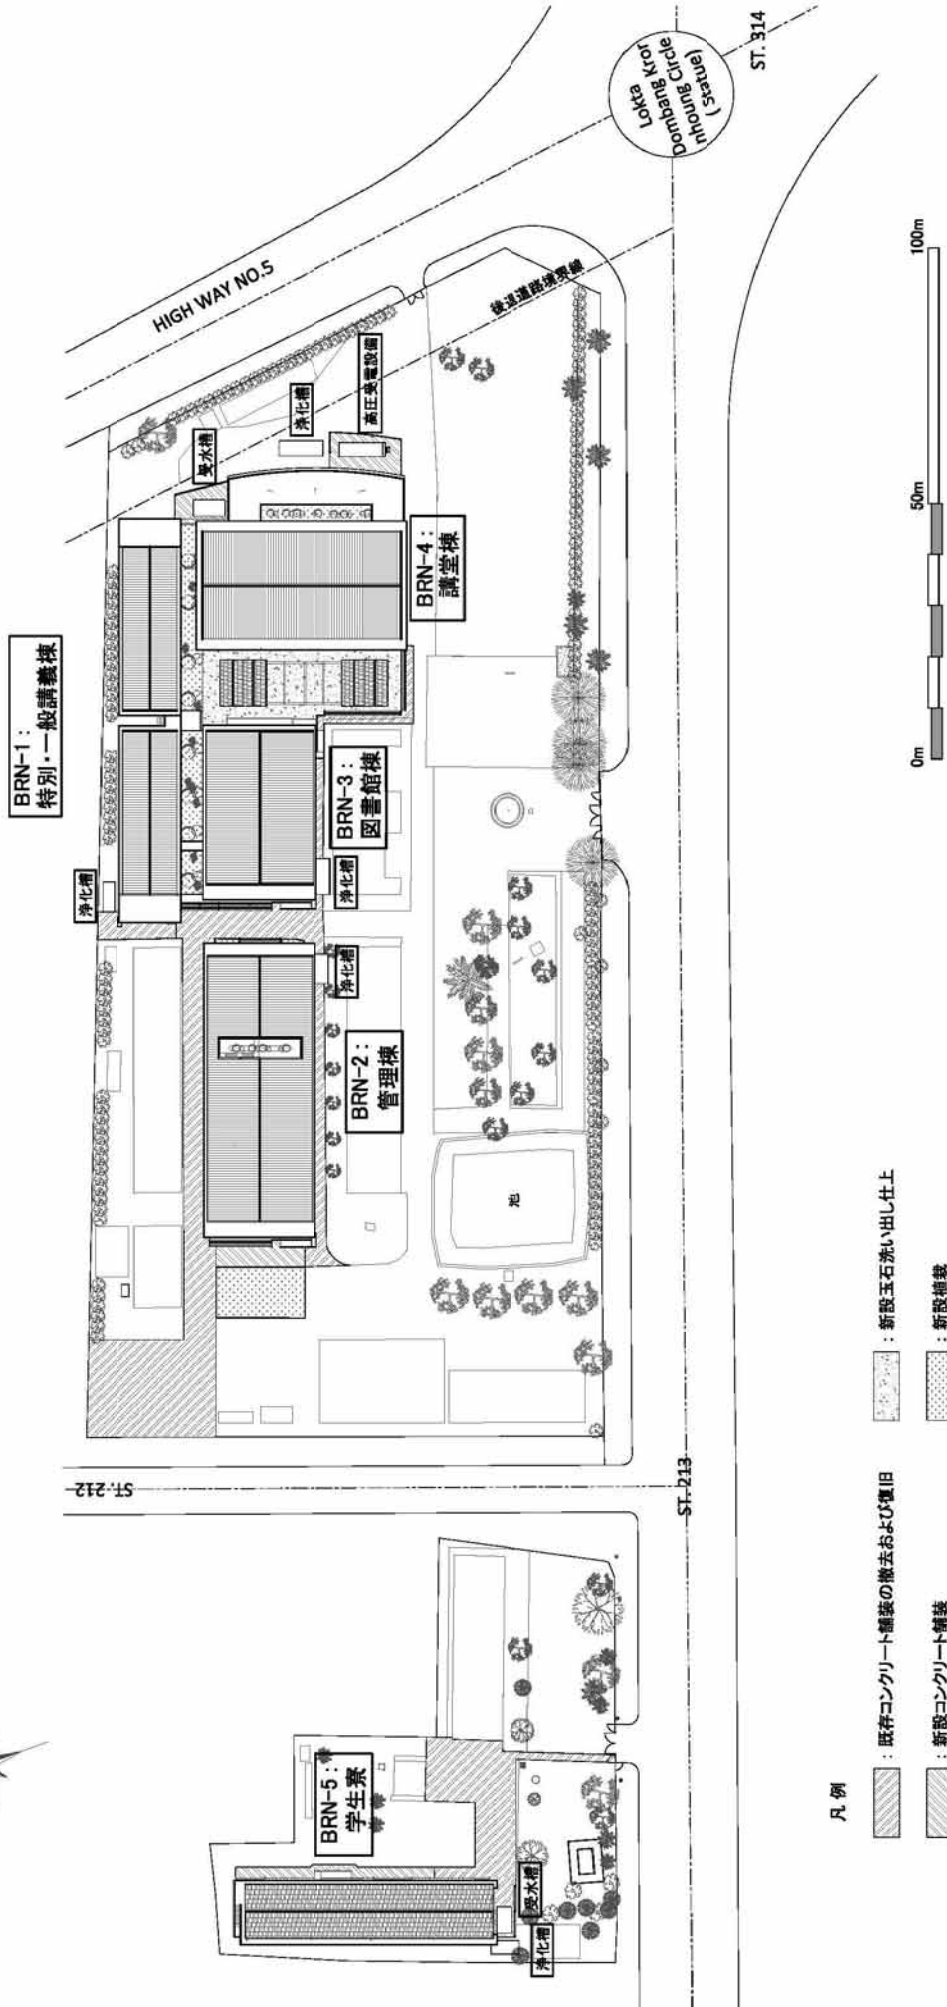 BRN-1：
特別・一般講義棟
HIGH WAY NO.5
Lokta
Dombang Kror
nhoung Circle
( Statue)
ST. 314
後退道路境界線
受水槽
浄化槽
高圧受電設備
BRN-4：
講堂棟
BRN-3：
図書館棟
浄化槽
浄化槽
浄化槽
BRN-2：
管理棟
池
ST. 212
ST. 213
BRN-5：
学生寮
受水槽
浄化槽
0m
50m
100m
凡 例
：既存コンクリート舗装の撤去および復旧
：新設コンクリート舗装
：新設玉石洗い出し仕上
：新設植栽